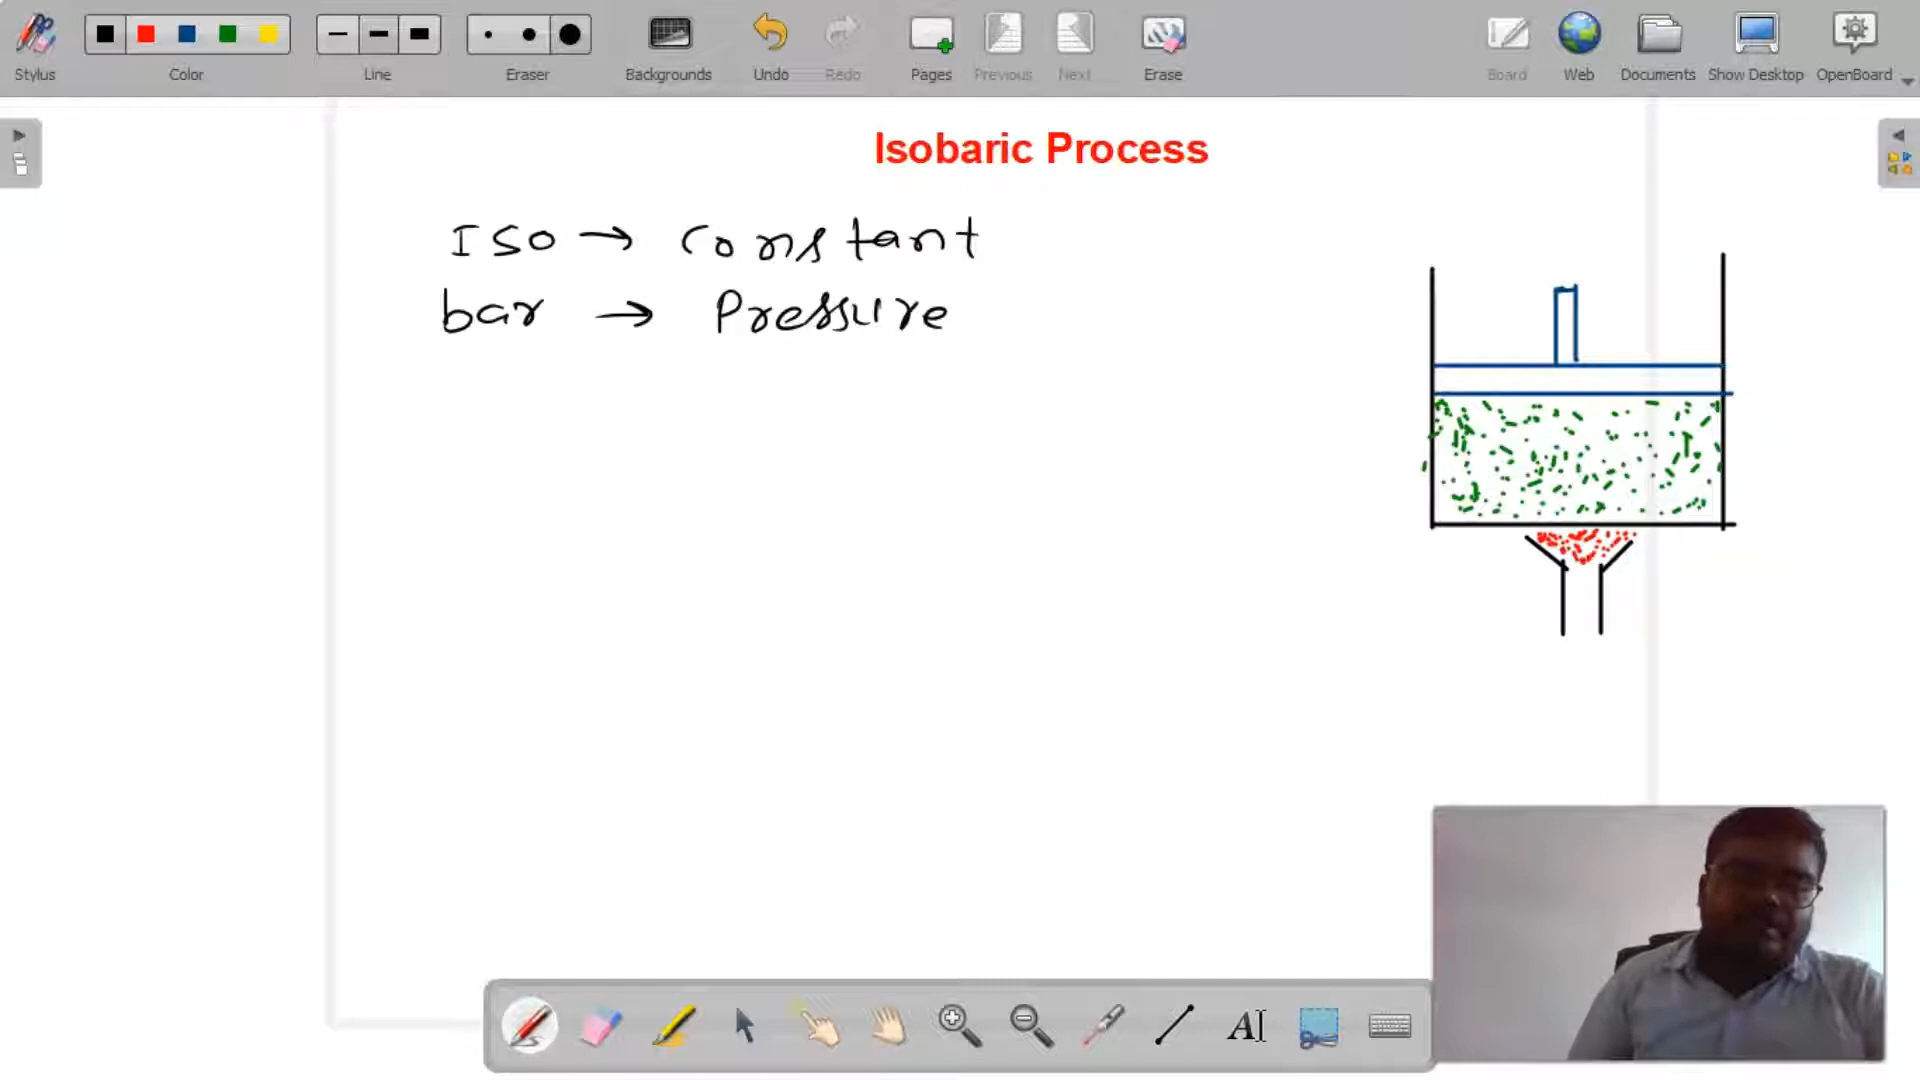 Stylus Color Line Eraser Backgrounds Undo Redo Pages Previous Next Erase Board Web Documents Show Desktop OpenBoard
Isobaric Process
Iso → Constant
bar → Pressure